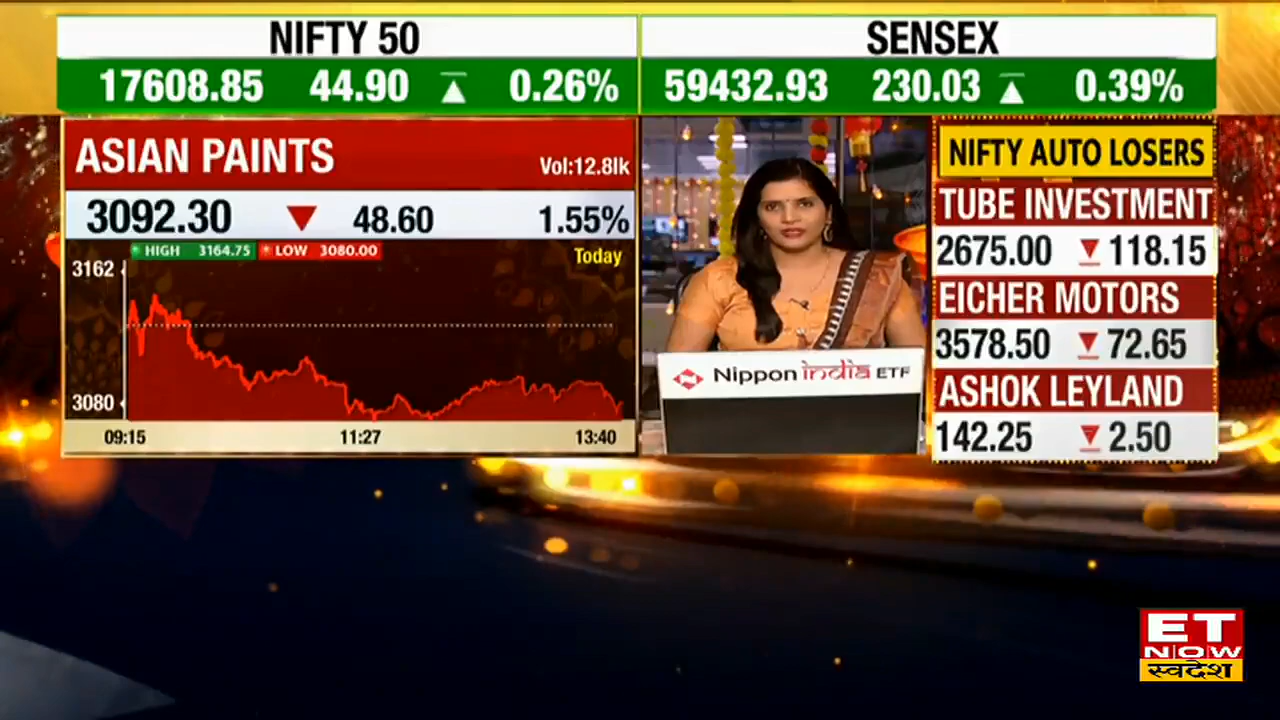 NIFTY 50
17608.85 44.90 0.26%
SENSEX
59432.93 230.03 0.39%
ASIAN PAINTS
Vol:12.8lk
3092.30 48.60 1.55%
HIGH 3164.75 LOW 3080.00
Today
3162
3080
09:15 11:27 13:40
Nippon india ETF
NIFTY AUTO LOSERS
TUBE INVESTMENT
2675.00 118.15
EICHER MOTORS
3578.50 72.65
ASHOK LEYLAND
142.25 2.50
ET
NOW
स्वदेश